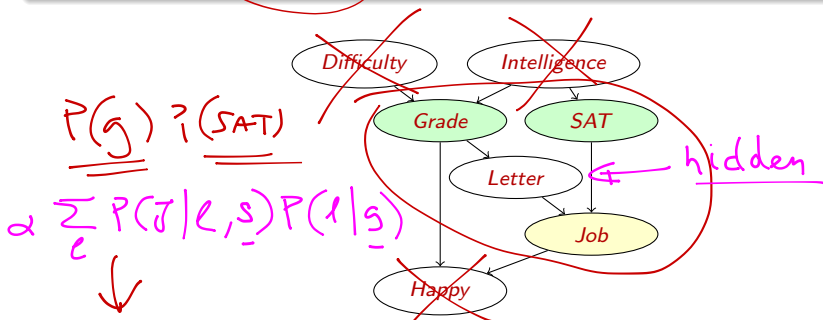 Difficulty Intelligence
P(g) P(SAT)
Grade SAT
hidden
Letter
α Σ P(J|l,s)P(l|g)
l
Job
Happy